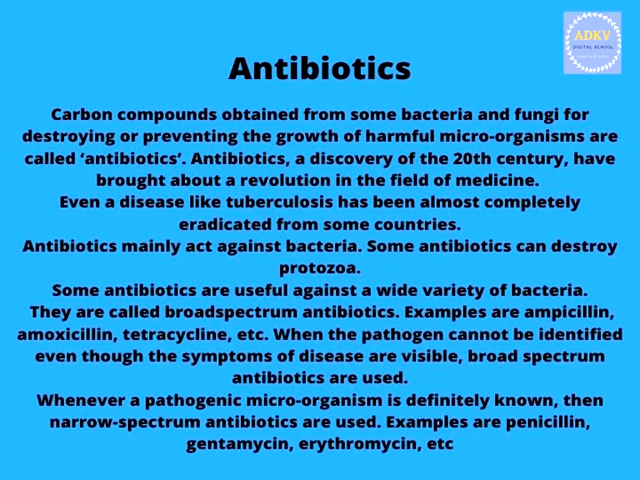 ADKV
DIGITAL SCHOOL
Antibiotics
Carbon compounds obtained from some bacteria and fungi for
destroying or preventing the growth of harmful micro-organisms are
called ‘antibiotics’. Antibiotics, a discovery of the 20th century, have
brought about a revolution in the field of medicine.
Even a disease like tuberculosis has been almost completely
eradicated from some countries.
Antibiotics mainly act against bacteria. Some antibiotics can destroy
protozoa.
Some antibiotics are useful against a wide variety of bacteria.
They are called broadspectrum antibiotics. Examples are ampicillin,
amoxicillin, tetracycline, etc. When the pathogen cannot be identified
even though the symptoms of disease are visible, broad spectrum
antibiotics are used.
Whenever a pathogenic micro-organism is definitely known, then
narrow-spectrum antibiotics are used. Examples are penicillin,
gentamycin, erythromycin, etc